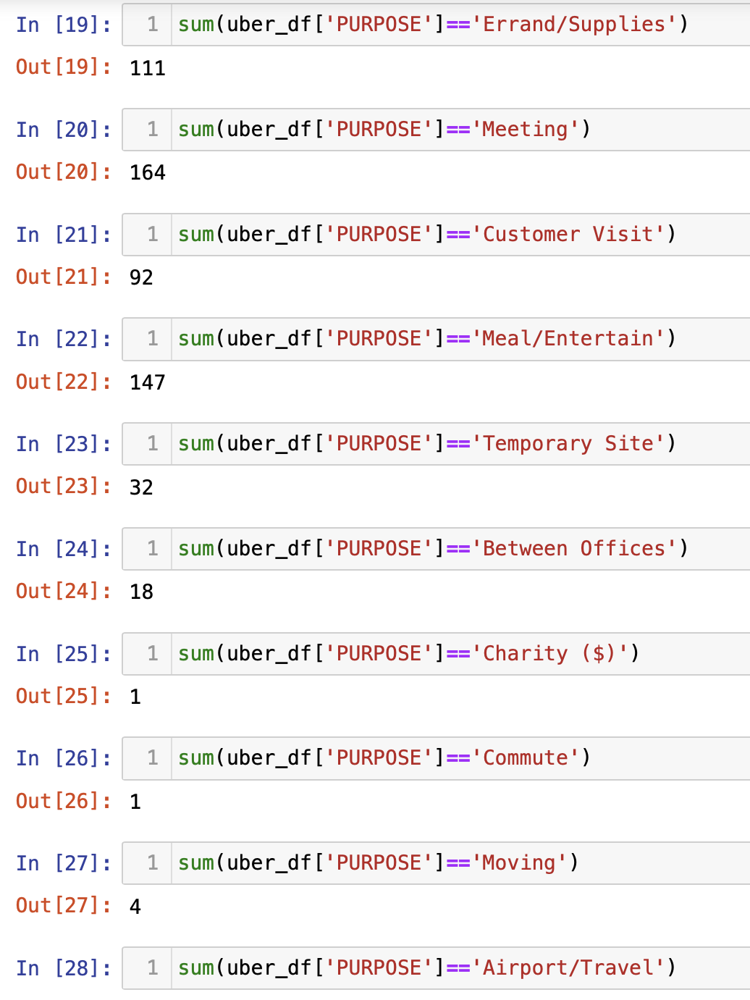 In [19]: 1 sum(uber_df['PURPOSE']=='Errand/Supplies')
Out[19]: 111
In [20]: 1 sum(uber_df['PURPOSE']=='Meeting')
Out[20]: 164
In [21]: 1 sum(uber_df['PURPOSE']=='Customer Visit')
Out[21]: 92
In [22]: 1 sum(uber_df['PURPOSE']=='Meal/Entertain')
Out[22]: 147
In [23]: 1 sum(uber_df['PURPOSE']=='Temporary Site')
Out[23]: 32
In [24]: 1 sum(uber_df['PURPOSE']=='Between Offices')
Out[24]: 18
In [25]: 1 sum(uber_df['PURPOSE']=='Charity ($)')
Out[25]: 1
In [26]: 1 sum(uber_df['PURPOSE']=='Commute')
Out[26]: 1
In [27]: 1 sum(uber_df['PURPOSE']=='Moving')
Out[27]: 4
In [28]: 1 sum(uber_df['PURPOSE']=='Airport/Travel')